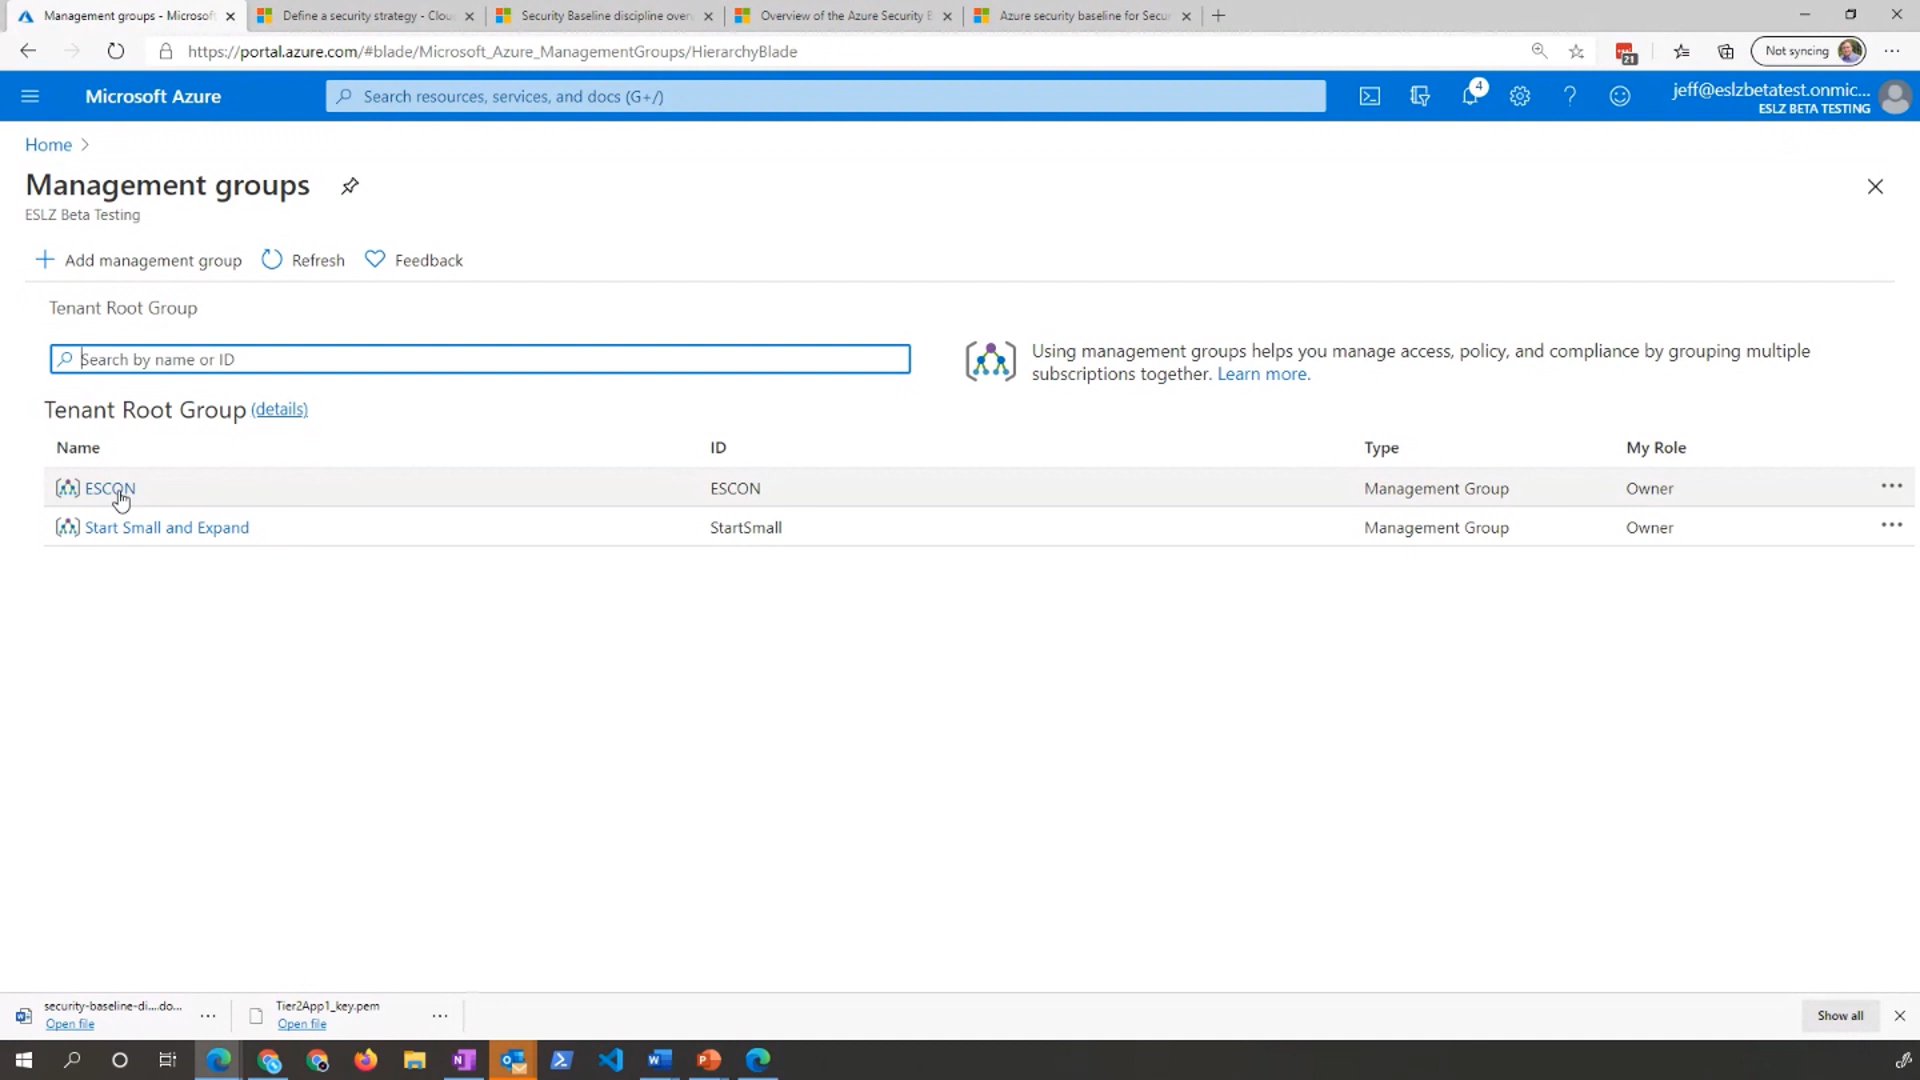 Management groups - Microsoft
Define a security strategy - Clou
Security Baseline discipline over
Overview of the Azure Security B
Azure security baseline for Secur
https://portal.azure.com/#blade/Microsoft_Azure_ManagementGroups/HierarchyBlade
21
Not syncing
Microsoft Azure
Search resources, services, and docs (G+/)
4
jeff@eslzbetatest.onmic...
ESLZ BETA TESTING
Home
Management groups
ESLZ Beta Testing
Add management group
Refresh
Feedback
Tenant Root Group
Search by name or ID
Using management groups helps you manage access, policy, and compliance by grouping multiple
subscriptions together. Learn more.
Tenant Root Group (details)
Name ID Type My Role
ESCON ESCON Management Group Owner
Start Small and Expand StartSmall Management Group Owner
security-baseline-di....do...
Open file
Tier2App1_key.pem
Open file
Show all